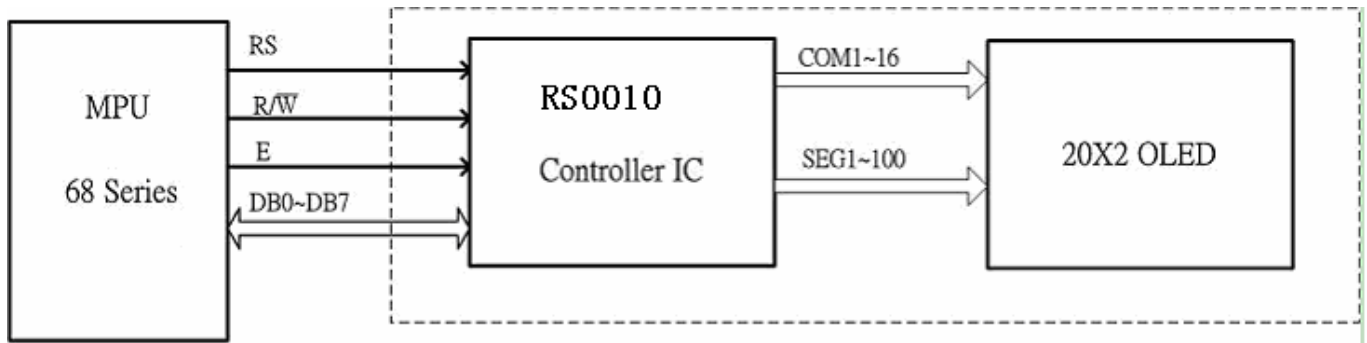 MPU
68 Series
RS
R/W̅
E
DB0~DB7
RS0010
Controller IC
COM1~16
SEG1~100
20X2 OLED